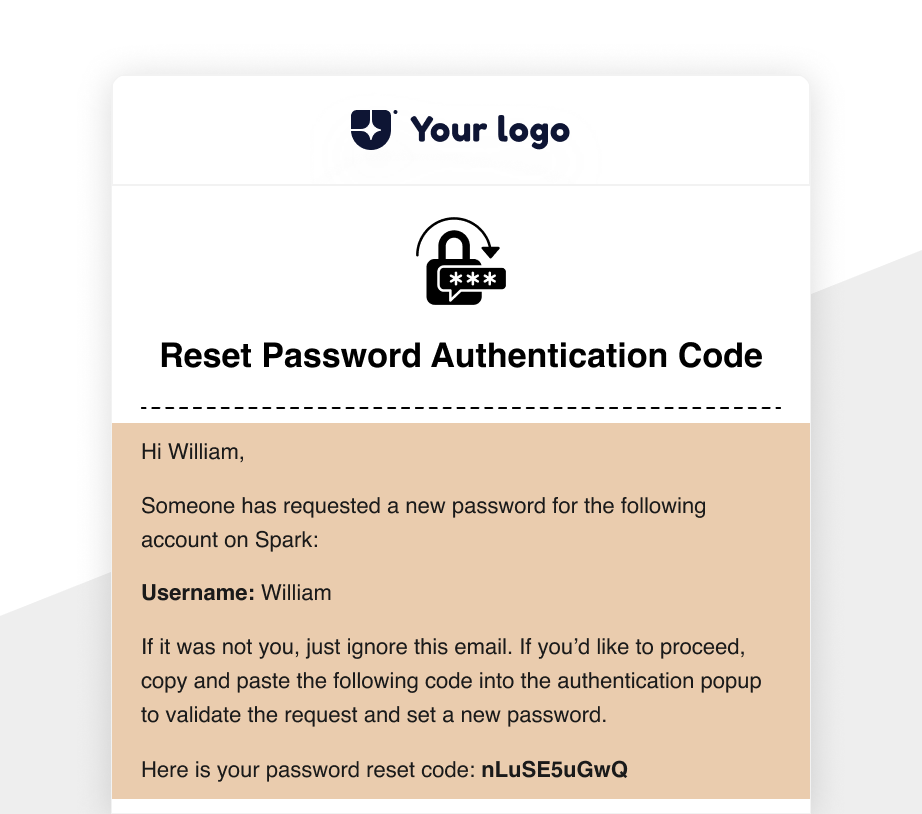 Your logo
***
Reset Password Authentication Code
Hi William,
Someone has requested a new password for the following
account on Spark:
Username: William
If it was not you, just ignore this email. If you’d like to proceed,
copy and paste the following code into the authentication popup
to validate the request and set a new password.
Here is your password reset code: nLuSE5uGwQ